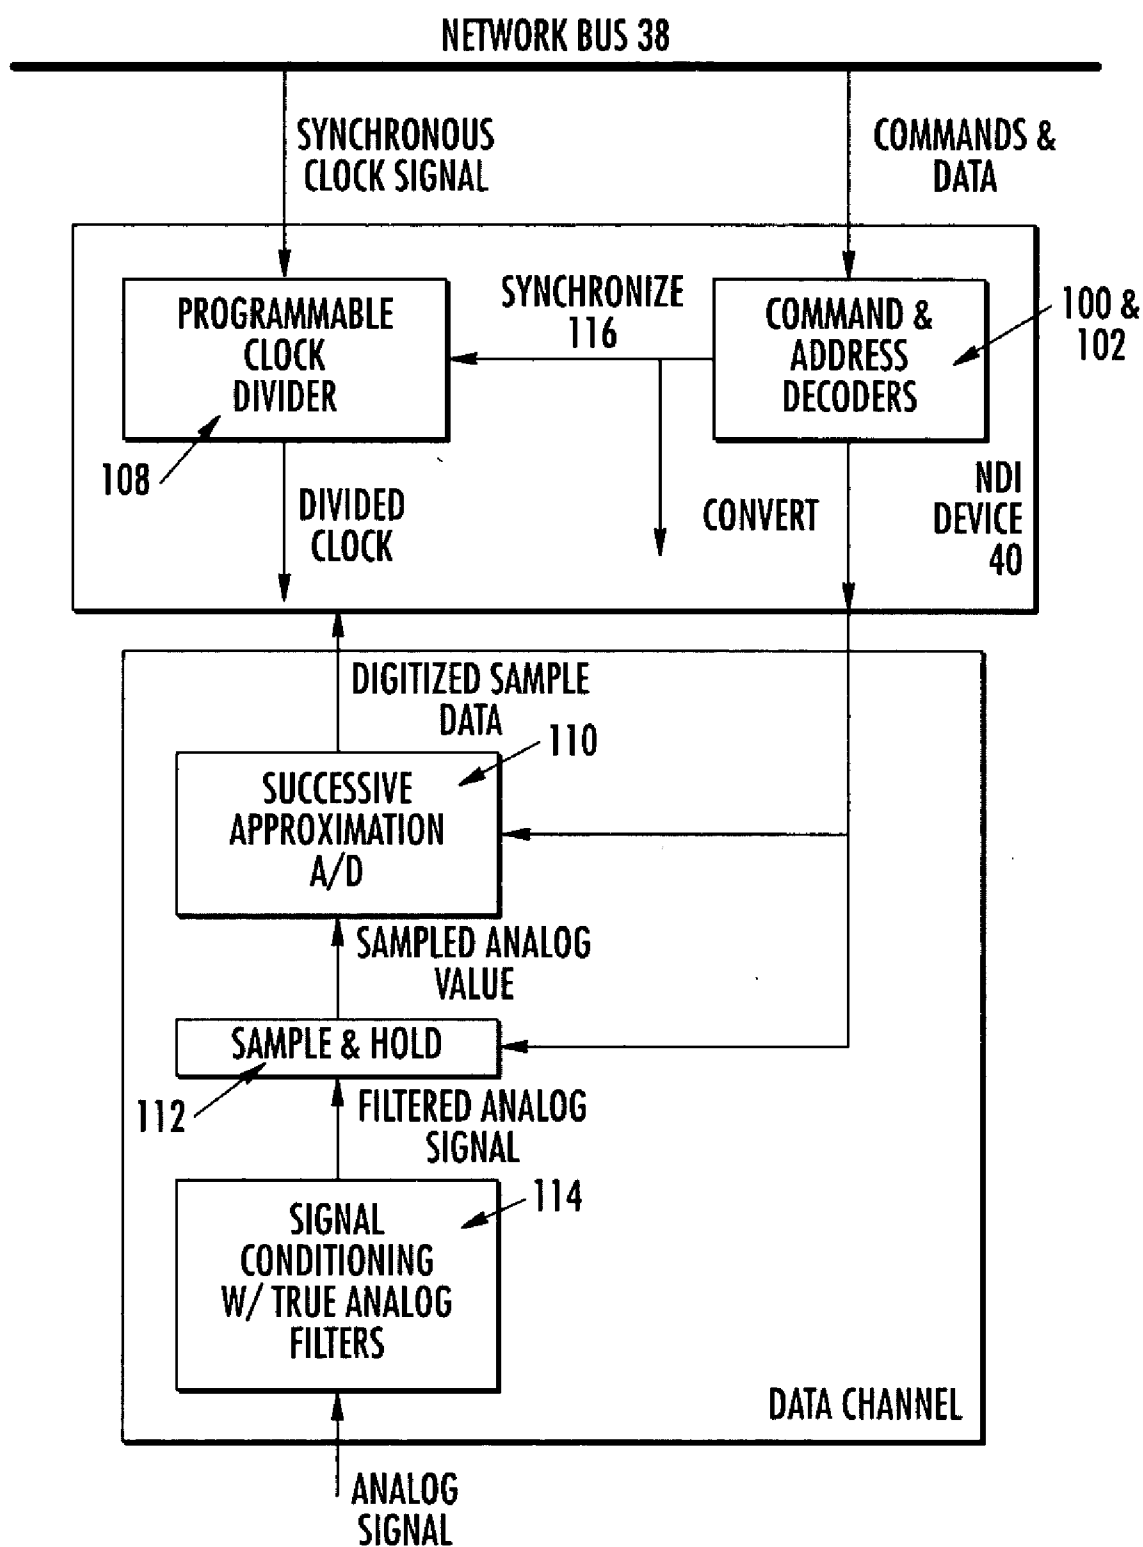 NETWORK BUS 38
SYNCHRONOUS
CLOCK SIGNAL
COMMANDS &
DATA
PROGRAMMABLE
CLOCK
DIVIDER
SYNCHRONIZE
116
COMMAND &
ADDRESS
DECODERS
100 &
102
108
DIVIDED
CLOCK
CONVERT
NDI
DEVICE
40
DIGITIZED SAMPLE
DATA
110
SUCCESSIVE
APPROXIMATION
A/D
SAMPLED ANALOG
VALUE
SAMPLE & HOLD
112
FILTERED ANALOG
SIGNAL
114
SIGNAL
CONDITIONING
W/ TRUE ANALOG
FILTERS
DATA CHANNEL
ANALOG
SIGNAL